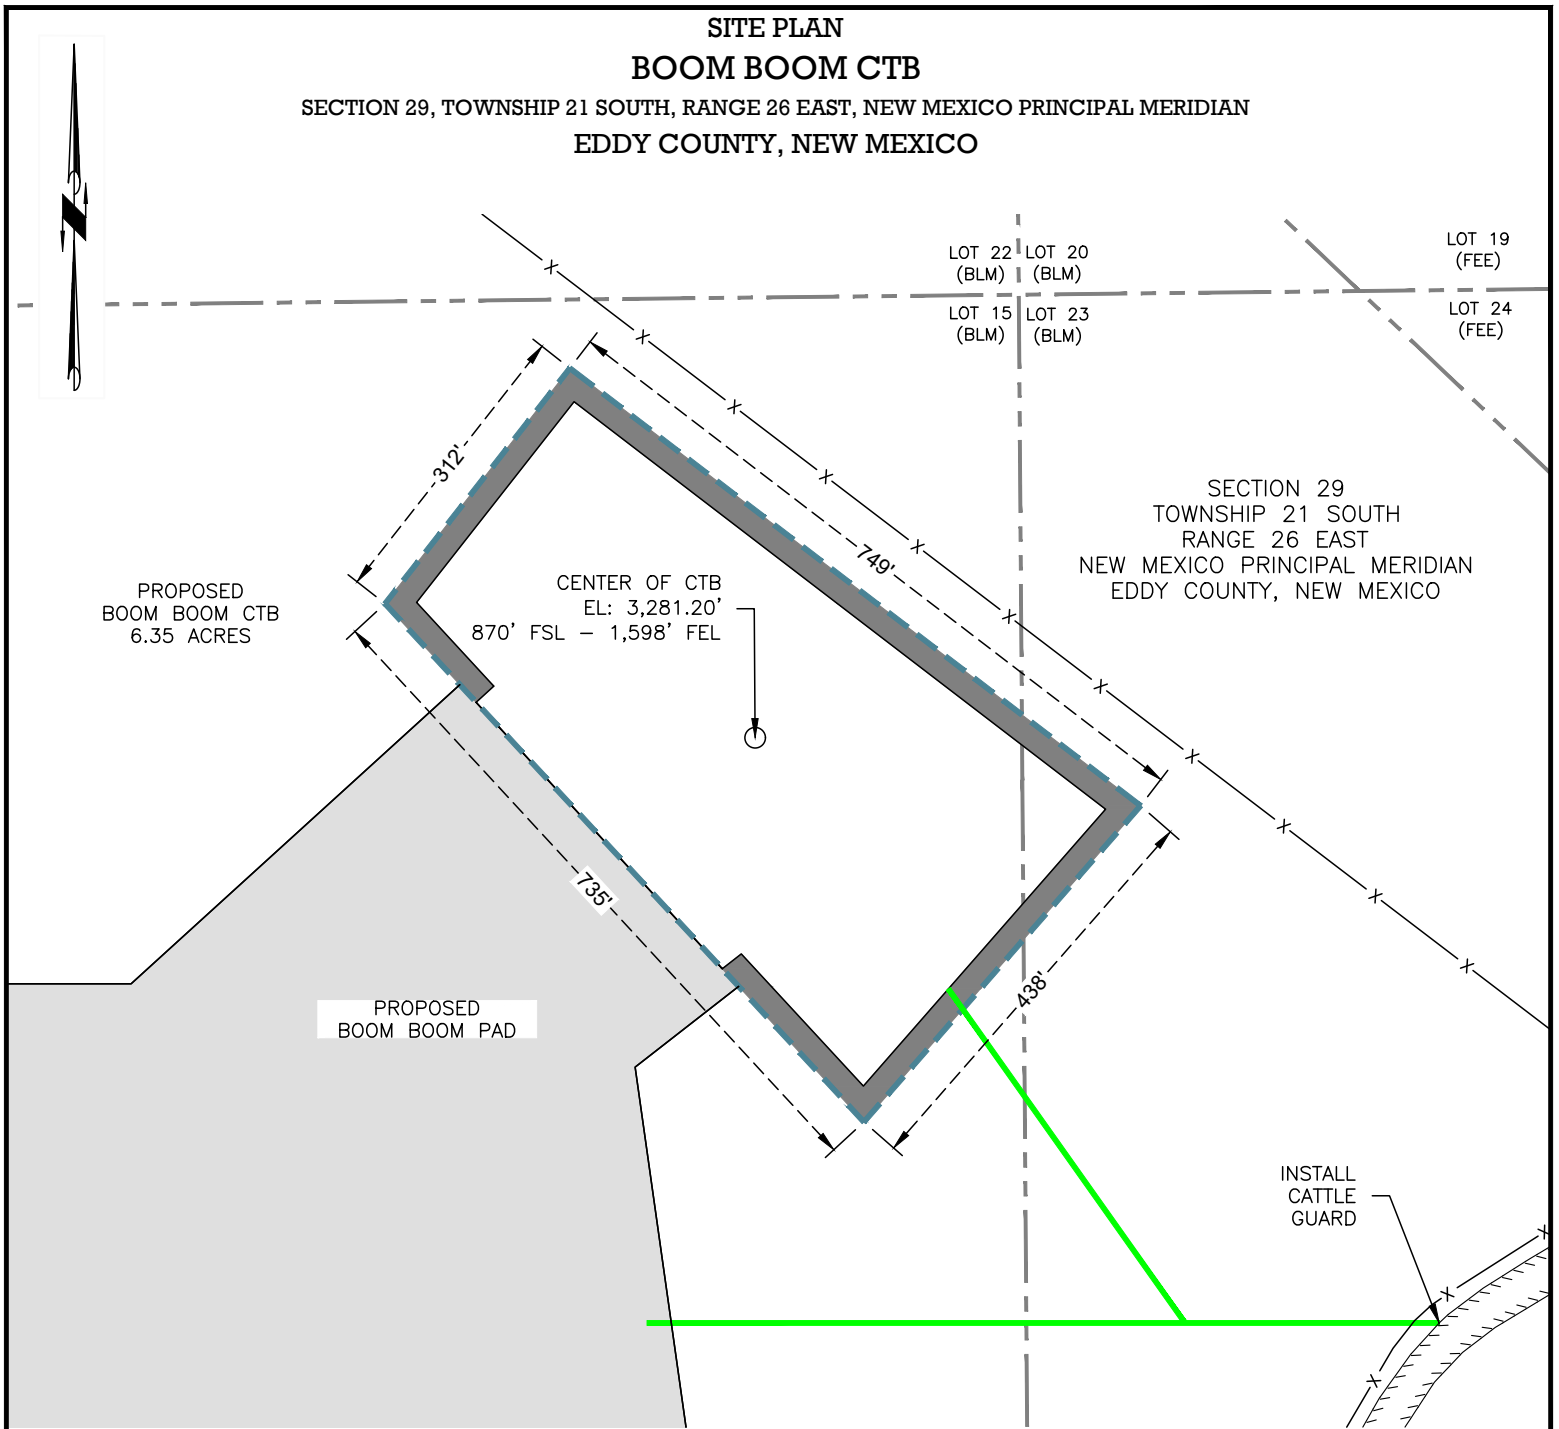 SITE PLAN
BOOM BOOM CTB
SECTION 29, TOWNSHIP 21 SOUTH, RANGE 26 EAST, NEW MEXICO PRINCIPAL MERIDIAN
EDDY COUNTY, NEW MEXICO
LOT 22
(BLM)
LOT 20
(BLM)
LOT 19
(FEE)
LOT 15
(BLM)
LOT 23
(BLM)
LOT 24
(FEE)
312'
749'
SECTION 29
TOWNSHIP 21 SOUTH
RANGE 26 EAST
NEW MEXICO PRINCIPAL MERIDIAN
EDDY COUNTY, NEW MEXICO
PROPOSED
BOOM BOOM CTB
6.35 ACRES
CENTER OF CTB
EL: 3,281.20'
870' FSL – 1,598' FEL
735'
438'
PROPOSED
BOOM BOOM PAD
INSTALL
CATTLE
GUARD